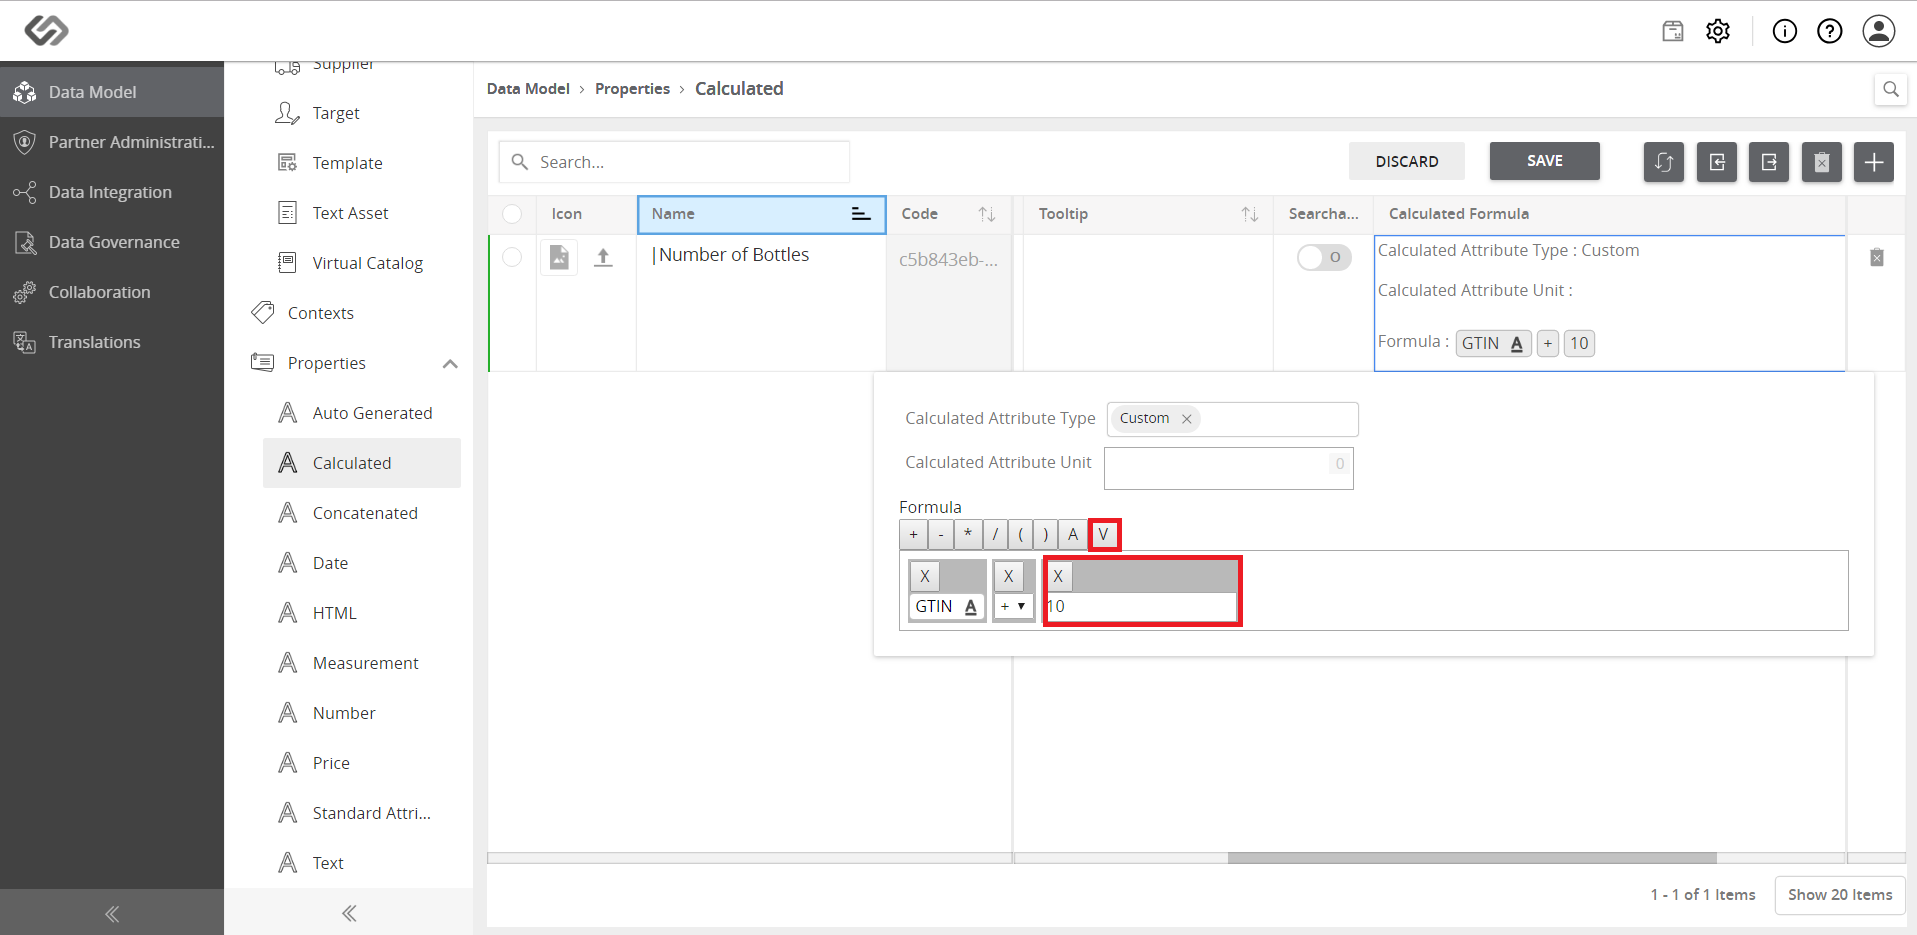 Supplier
Target
Template
Text Asset
Virtual Catalog
Contexts
Properties
Auto Generated
Calculated
Concatenated
Date
HTML
Measurement
Number
Price
Standard Attri...
Text
Data Model
Partner Administrati...
Data Integration
Data Governance
Collaboration
Translations
Data Model › Properties › Calculated
Search...
DISCARD
SAVE
Icon Name Code Tooltip Searcha... Calculated Formula
|Number of Bottles c5b843eb-...
Calculated Attribute Type : Custom
Calculated Attribute Unit :
Formula : GTIN A + 10
Calculated Attribute Type Custom ×
Calculated Attribute Unit 0
Formula
+ - * / ( ) A V
X X X
GTIN A + ▼ 10
1 - 1 of 1 Items Show 20 Items